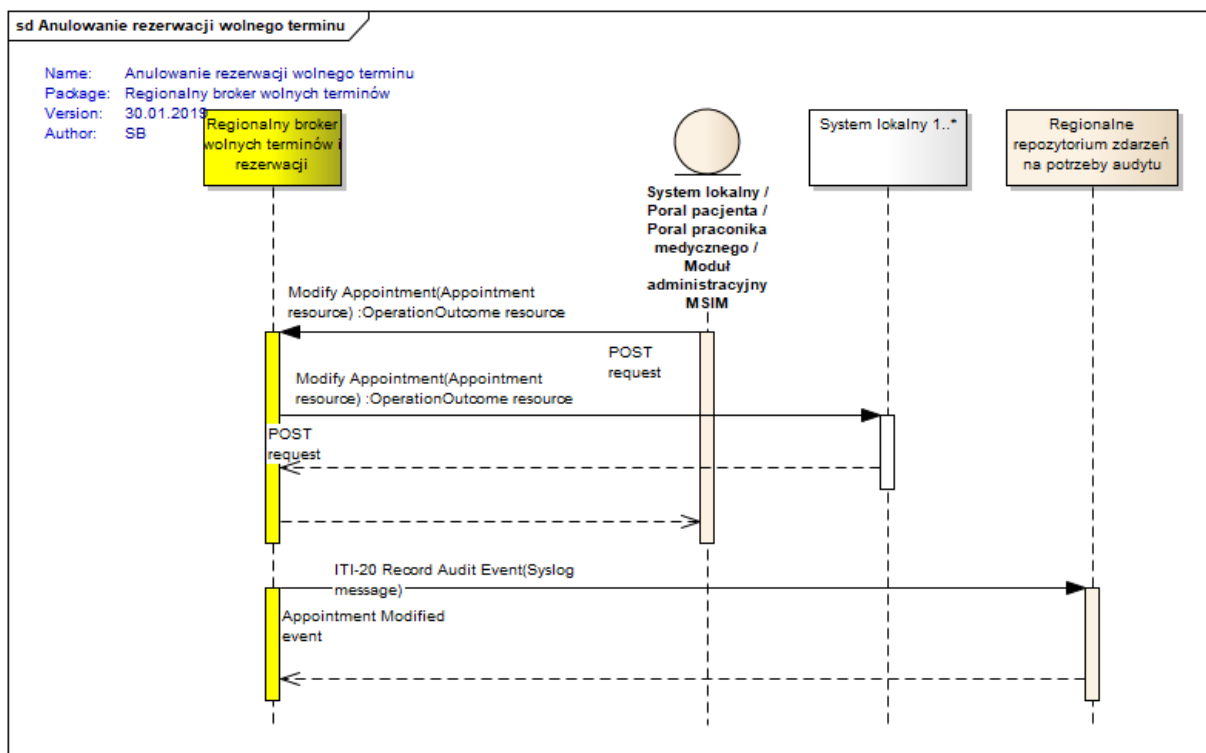 sd Anulowanie rezerwacji wolnego terminu
Name: Anulowanie rezerwacji wolnego terminu
Package: Regionalny broker wolnych terminów
Version: 30.01.2019
Author: SB
Regionalny broker
wolnych terminów i
rezerwacji
System lokalny /
Poral pacjenta /
Poral praconika
medycznego /
Moduł
administracyjny
MSIM
System lokalny 1..*
Regionalne
repozytorium zdarzeń
na potrzeby audytu
Modify Appointment(Appointment
resource) :OperationOutcome resource
POST
request
Modify Appointment(Appointment
resource) :OperationOutcome resource
POST
request
ITI-20 Record Audit Event(Syslog
message)
Appointment Modified
event